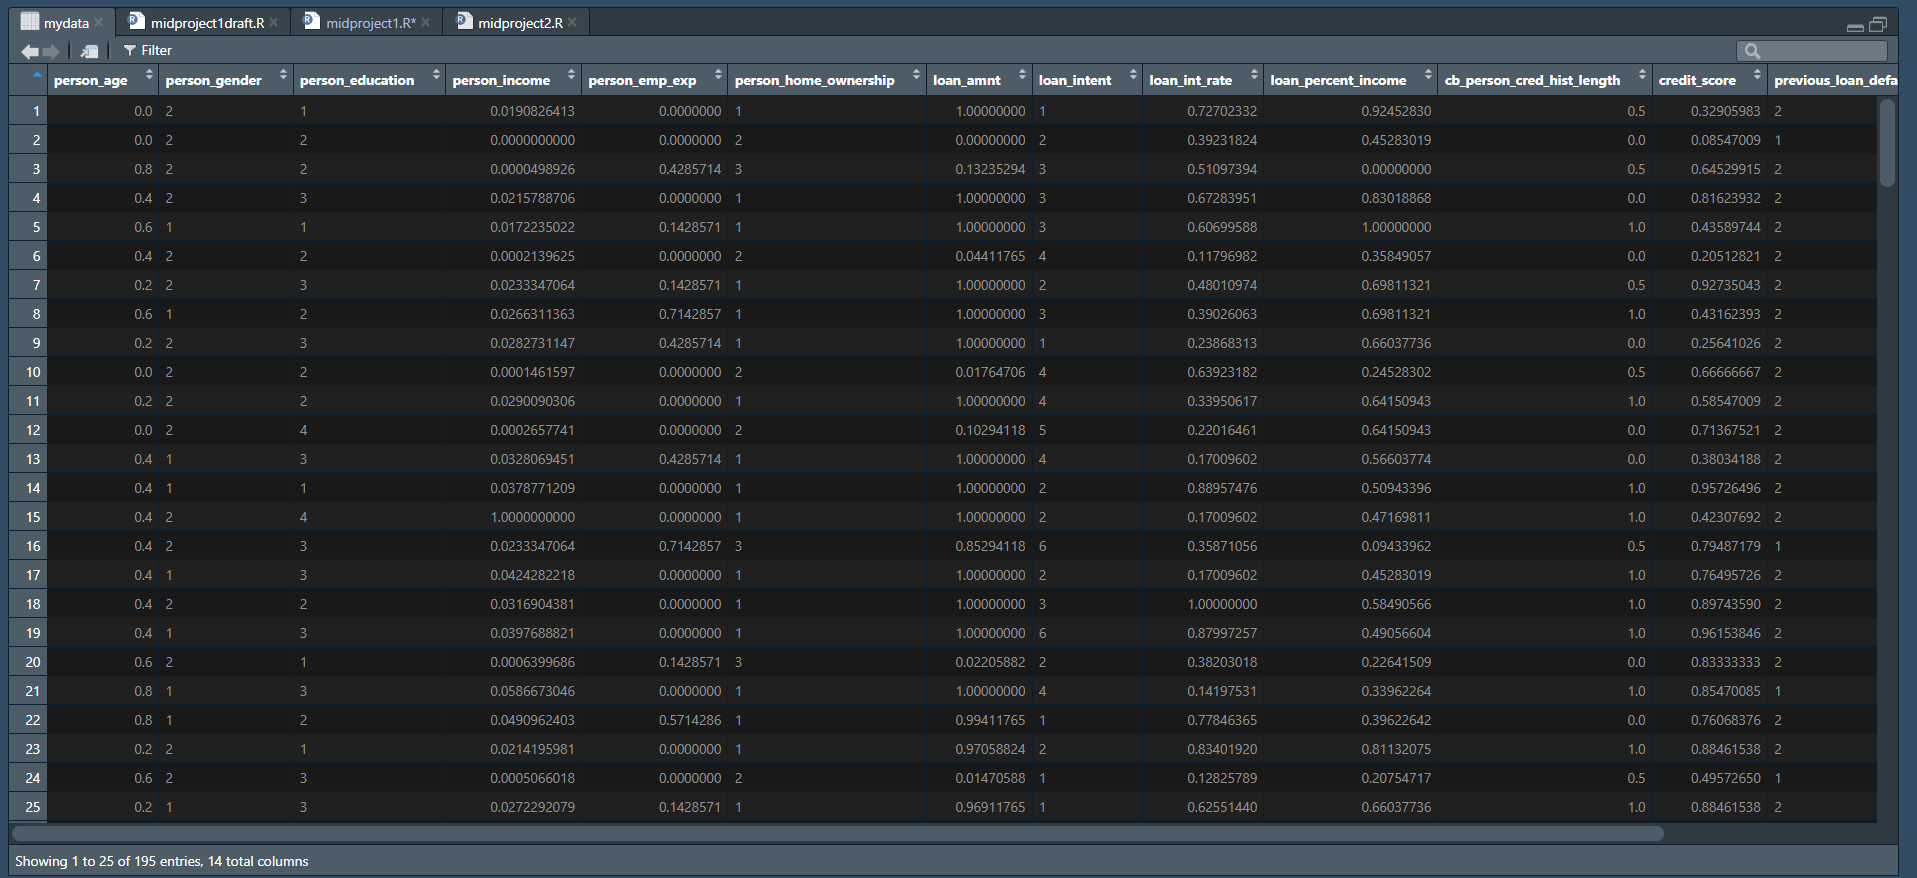 mydata midproject1draft.R midproject1.R* midproject2.R
Filter
person_age person_gender person_education person_income person_emp_exp person_home_ownership loan_amnt loan_intent loan_int_rate loan_percent_income cb_person_cred_hist_length credit_score previous_loan_defa
1 0.0 2 1 0.0190826413 0.0000000 1 1.00000000 1 0.72702332 0.92452830 0.5 0.32905983 2
2 0.0 2 2 0.0000000000 0.0000000 2 0.00000000 2 0.39231824 0.45283019 0.0 0.08547009 1
3 0.8 2 2 0.0000498926 0.4285714 3 0.13235294 3 0.51097394 0.00000000 0.5 0.64529915 2
4 0.4 2 3 0.0215788706 0.0000000 1 1.00000000 3 0.67283951 0.83018868 0.0 0.81623932 2
5 0.6 1 1 0.0172235022 0.1428571 1 1.00000000 3 0.60699588 1.00000000 1.0 0.43589744 2
6 0.4 2 2 0.0002139625 0.0000000 2 0.04411765 4 0.11796982 0.35849057 0.0 0.20512821 2
7 0.2 2 3 0.0233347064 0.1428571 1 1.00000000 2 0.48010974 0.69811321 0.5 0.92735043 2
8 0.6 1 2 0.0266311363 0.7142857 1 1.00000000 3 0.39026063 0.69811321 1.0 0.43162393 2
9 0.2 2 3 0.0282731147 0.4285714 1 1.00000000 1 0.23868313 0.66037736 0.0 0.25641026 2
10 0.0 2 2 0.0001461597 0.0000000 2 0.01764706 4 0.63923182 0.24528302 0.5 0.66666667 2
11 0.2 2 2 0.0290090306 0.0000000 1 1.00000000 4 0.33950617 0.64150943 1.0 0.58547009 2
12 0.0 2 4 0.0002657741 0.0000000 2 0.10294118 5 0.22016461 0.64150943 0.0 0.71367521 2
13 0.4 1 3 0.0328069451 0.4285714 1 1.00000000 4 0.17009602 0.56603774 0.0 0.38034188 2
14 0.4 1 1 0.0378771209 0.0000000 1 1.00000000 2 0.88957476 0.50943396 1.0 0.95726496 2
15 0.4 2 4 1.0000000000 0.0000000 1 1.00000000 2 0.17009602 0.47169811 1.0 0.42307692 2
16 0.4 2 3 0.0233347064 0.7142857 3 0.85294118 6 0.35871056 0.09433962 0.5 0.79487179 1
17 0.4 1 3 0.0424282218 0.0000000 1 1.00000000 2 0.17009602 0.45283019 1.0 0.76495726 2
18 0.4 2 2 0.0316904381 0.0000000 1 1.00000000 3 1.00000000 0.58490566 1.0 0.89743590 2
19 0.4 1 3 0.0397688821 0.0000000 1 1.00000000 6 0.87997257 0.49056604 1.0 0.96153846 2
20 0.6 2 1 0.0006399686 0.1428571 3 0.02205882 2 0.38203018 0.22641509 0.0 0.83333333 2
21 0.8 1 3 0.0586673046 0.0000000 1 1.00000000 4 0.14197531 0.33962264 1.0 0.85470085 1
22 0.8 1 2 0.0490962403 0.5714286 1 0.99411765 1 0.77846365 0.39622642 0.0 0.76068376 2
23 0.2 2 1 0.0214195981 0.0000000 1 0.97058824 2 0.83401920 0.81132075 1.0 0.88461538 2
24 0.6 2 3 0.0005066018 0.0000000 2 0.01470588 1 0.12825789 0.20754717 0.5 0.49572650 1
25 0.2 1 3 0.0272292079 0.1428571 1 0.96911765 1 0.62551440 0.66037736 1.0 0.88461538 2
Showing 1 to 25 of 195 entries, 14 total columns